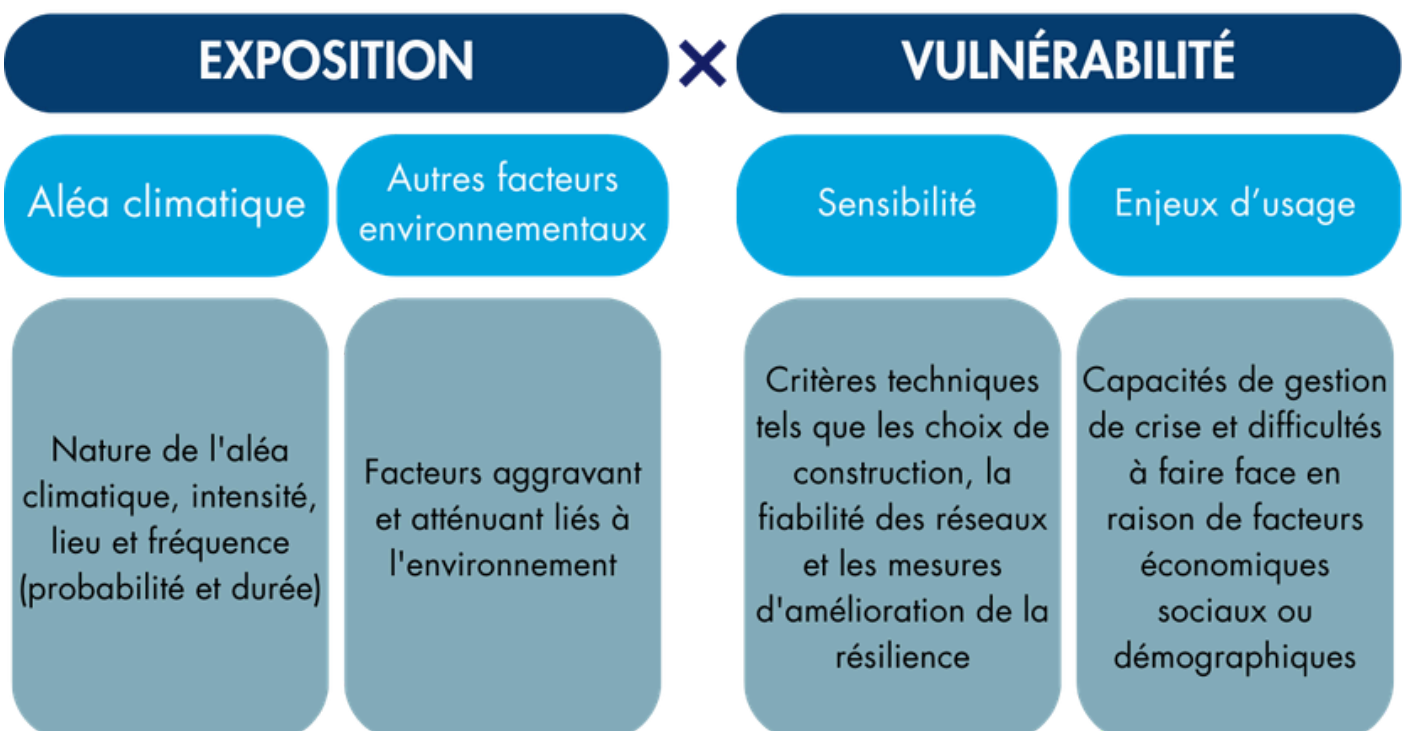 EXPOSITION
×
VULNÉRABILITÉ
Aléa climatique
Autres facteurs
environnementaux
Sensibilité
Enjeux d’usage
Nature de l'aléa
climatique, intensité,
lieu et fréquence
(probabilité et durée)
Facteurs aggravant
et atténuant liés à
l'environnement
Critères techniques
tels que les choix de
construction, la
fiabilité des réseaux
et les mesures
d'amélioration de la
résilience
Capacités de gestion
de crise et difficultés
à faire face en
raison de facteurs
économiques
sociaux ou
démographiques